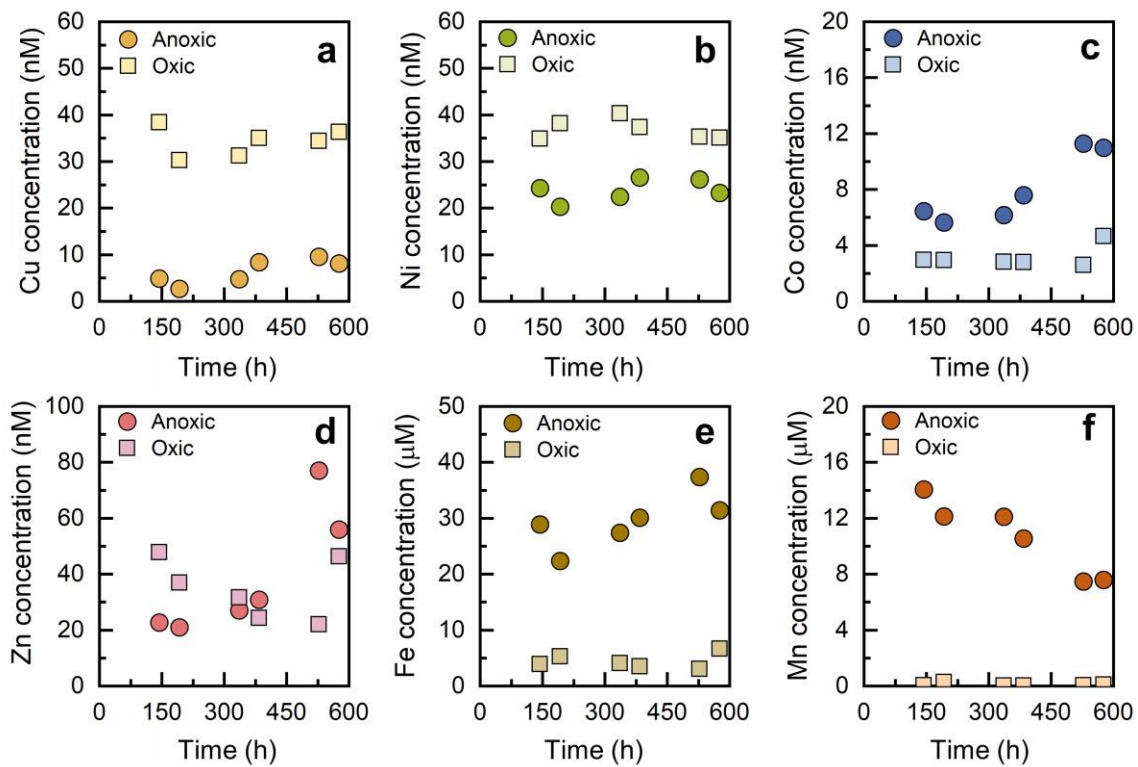 Cu concentration (nM)
60
50
40
30
20
10
0
Anoxic
Oxic
a
0 150 300 450 600
Time (h)
Ni concentration (nM)
60
50
40
30
20
10
0
Anoxic
Oxic
b
0 150 300 450 600
Time (h)
Co concentration (nM)
20
16
12
8
4
0
Anoxic
Oxic
c
0 150 300 450 600
Time (h)
Zn concentration (nM)
100
80
60
40
20
0
Anoxic
Oxic
d
0 150 300 450 600
Time (h)
Fe concentration (μM)
50
40
30
20
10
0
Anoxic
Oxic
e
0 150 300 450 600
Time (h)
Mn concentration (μM)
20
16
12
8
4
0
Anoxic
Oxic
f
0 150 300 450 600
Time (h)